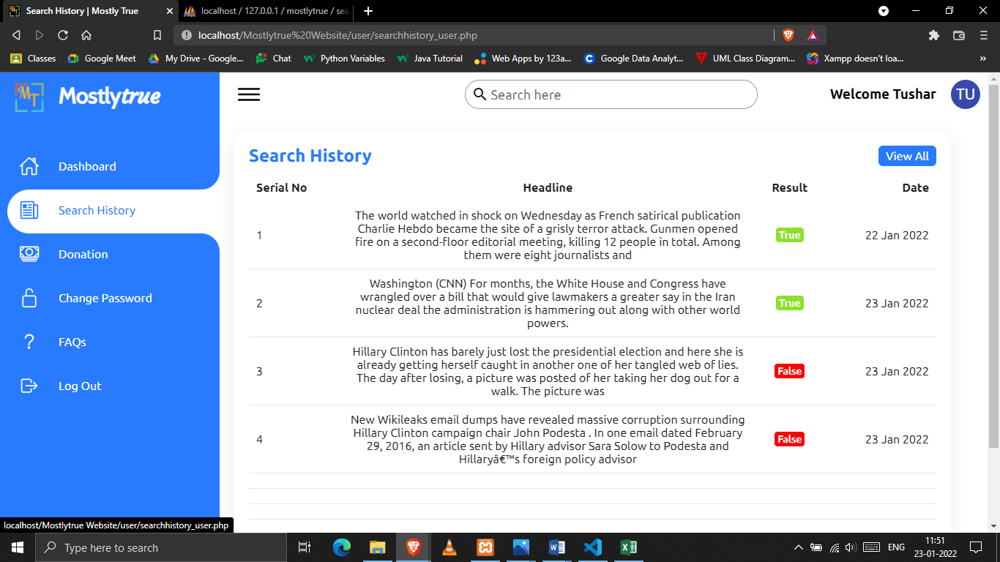 Search History | Mostly True
localhost / 127.0.0.1 / mostlytrue / sea
localhost/Mostlytrue%20Website/user/searchhistory_user.php
Classes Google Meet My Drive - Google... Chat Python Variables Java Tutorial Web Apps by 123a... Google Data Analyt... UML Class Diagram... Xampp doesn't loa... »
MT Mostlytrue
Search here
Welcome Tushar TU
Dashboard
Search History
Donation
Change Password
FAQs
Log Out
Search History View All
Serial No Headline Result Date
The world watched in shock on Wednesday as French satirical publication
Charlie Hebdo became the site of a grisly terror attack. Gunmen opened
1 fire on a second-floor editorial meeting, killing 12 people in total. Among True 22 Jan 2022
them were eight journalists and
Washington (CNN) For months, the White House and Congress have
wrangled over a bill that would give lawmakers a greater say in the Iran
2 nuclear deal the administration is hammering out along with other world True 23 Jan 2022
powers.
Hillary Clinton has barely just lost the presidential election and here she is
already getting herself caught in another one of her tangled web of lies.
3 The day after losing, a picture was posted of her taking her dog out for a False 23 Jan 2022
walk. The picture was
New Wikileaks email dumps have revealed massive corruption surrounding
Hillary Clinton campaign chair John Podesta . In one email dated February
4 29, 2016, an article sent by Hillary advisor Sara Solow to Podesta and False 23 Jan 2022
Hillaryâ€™s foreign policy advisor
localhost/Mostlytrue Website/user/searchhistory_user.php
Type here to search
ENG
11:51
23-01-2022